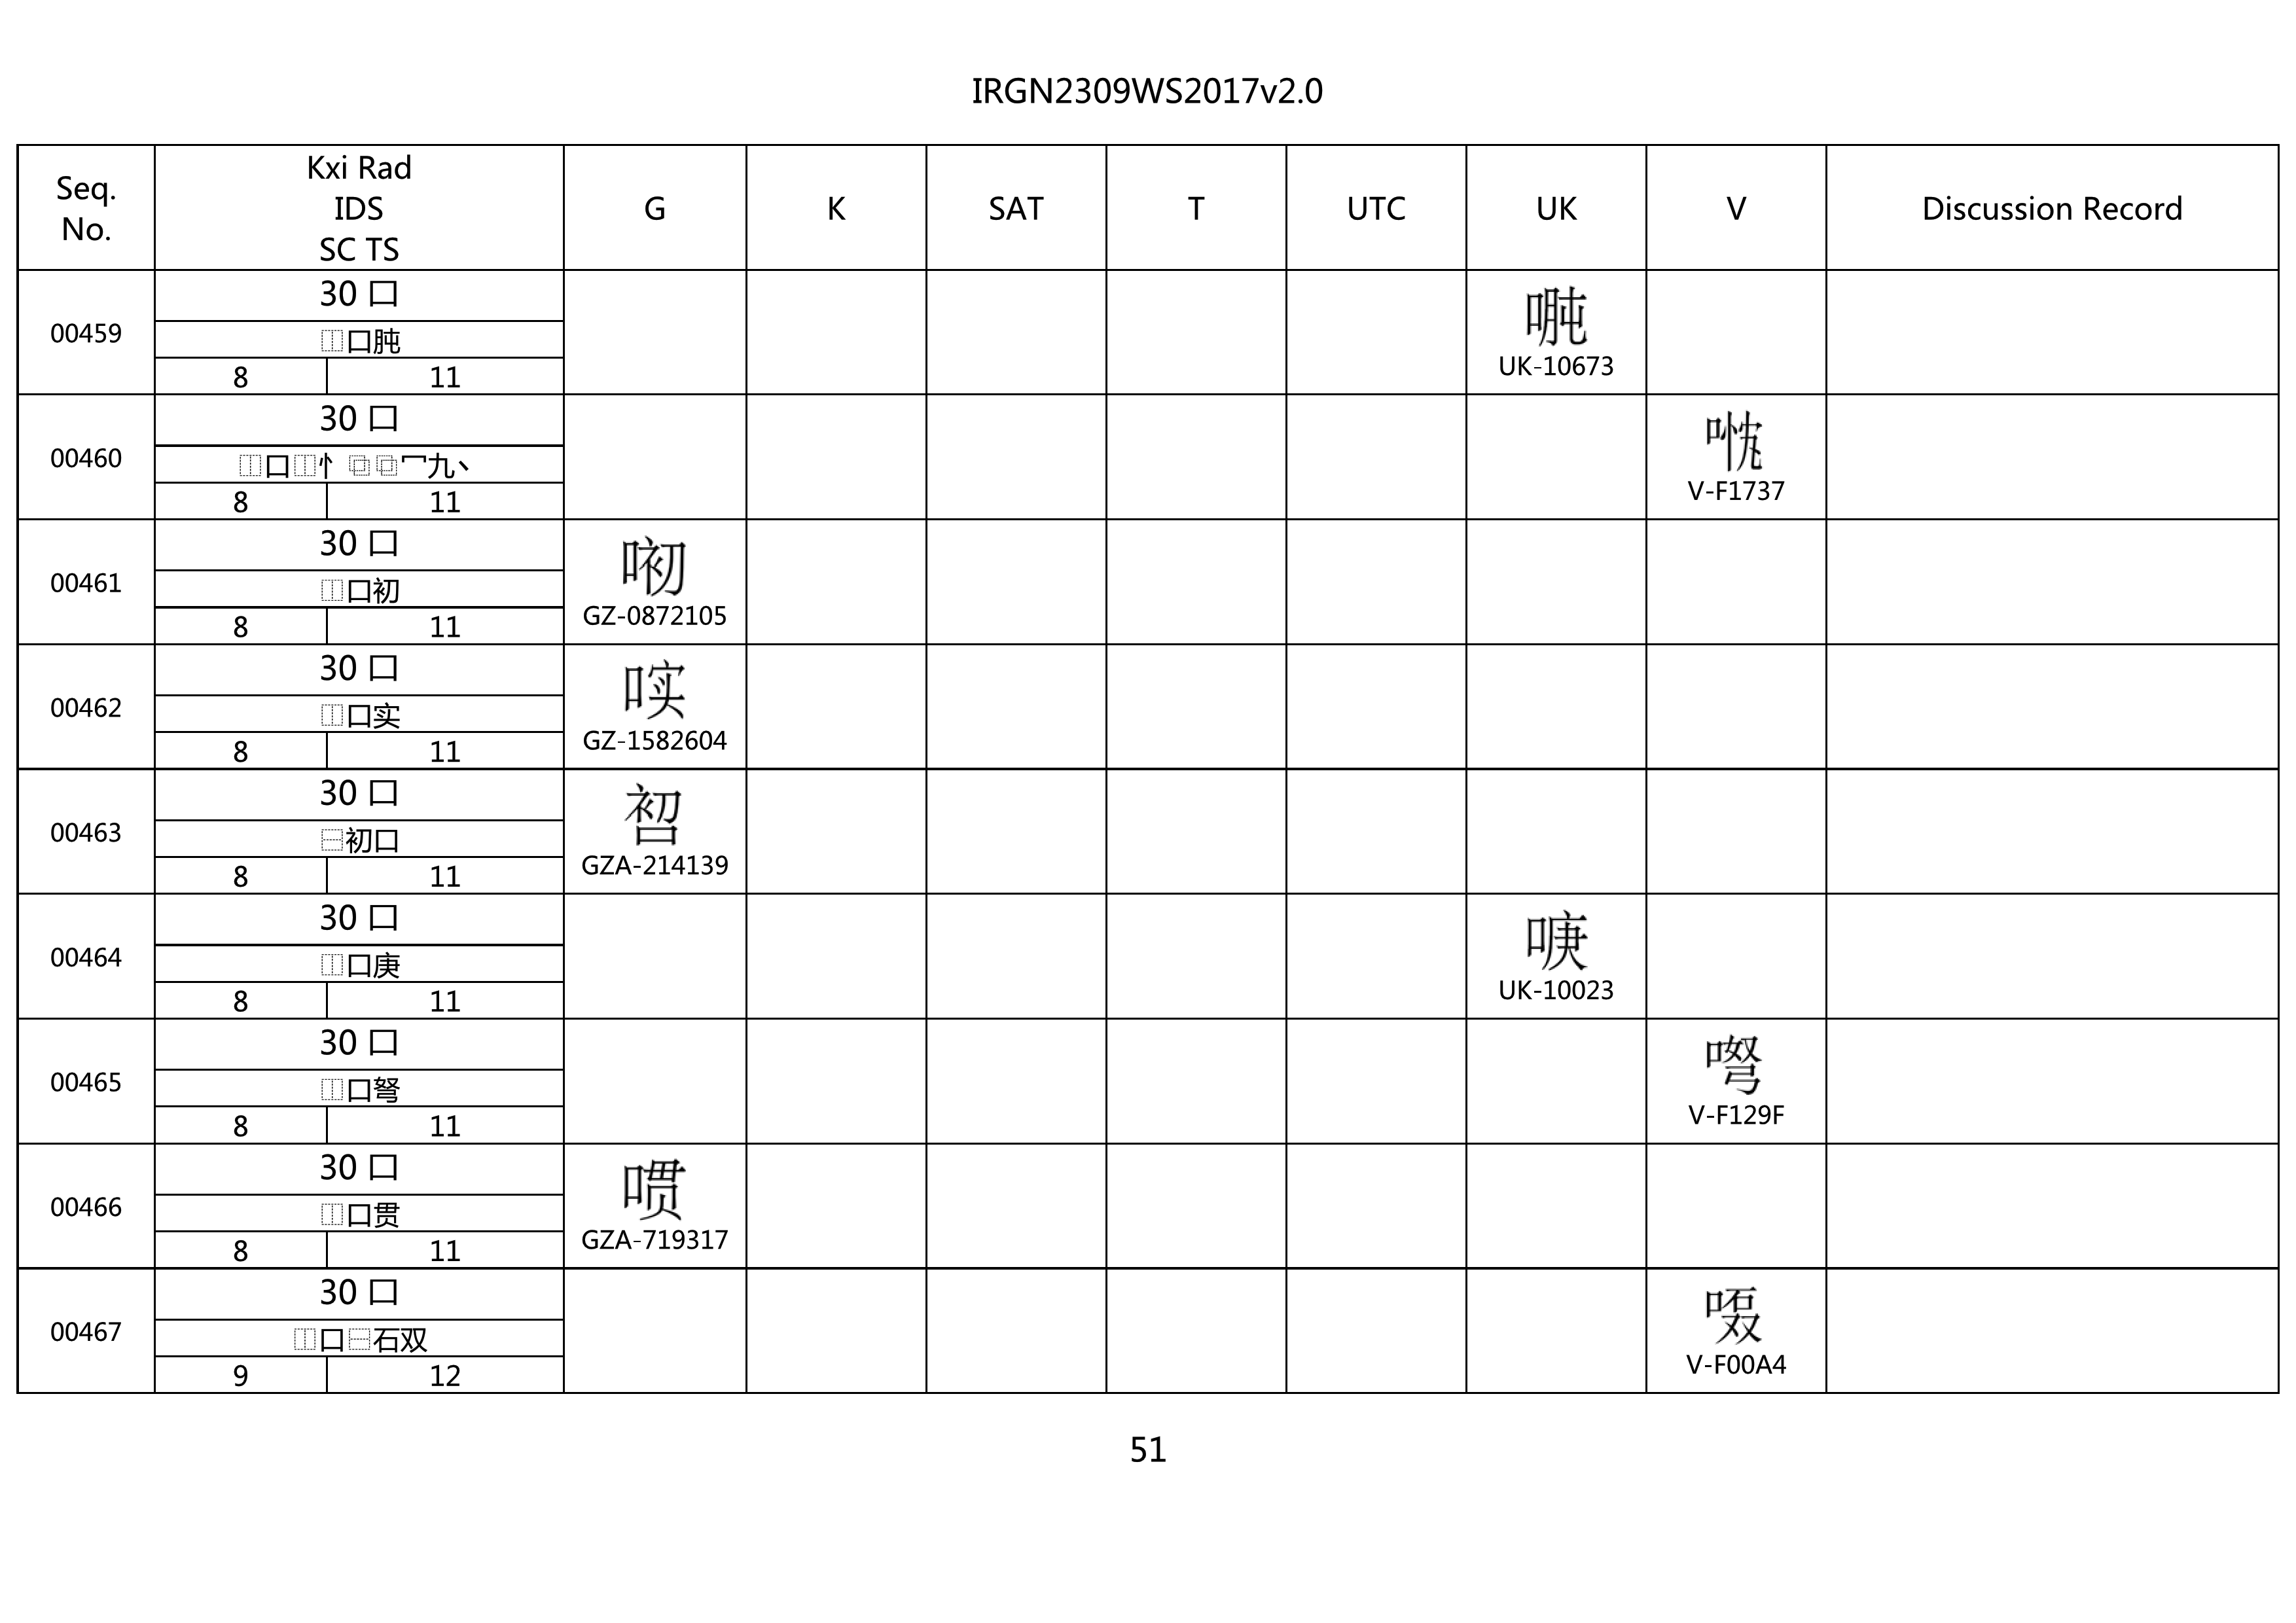 IRGN2309WS2017v2.0
Seq. No. Kxi Rad IDS SC TS G K SAT T UTC UK V Discussion Record
00459 30 口
⿰口肫
8 11
UK-10673
00460 30 口
⿰口⿰忄⿻⿻冖九丶
8 11
V-F1737
00461 30 口
⿰口初
8 11
GZ-0872105
00462 30 口
⿰口实
8 11
GZ-1582604
00463 30 口
⿱初口
8 11
GZA-214139
00464 30 口
⿰口庚
8 11
UK-10023
00465 30 口
⿰口弩
8 11
V-F129F
00466 30 口
⿰口贯
8 11
GZA-719317
00467 30 口
⿰口⿱石双
9 12
V-F00A4
51